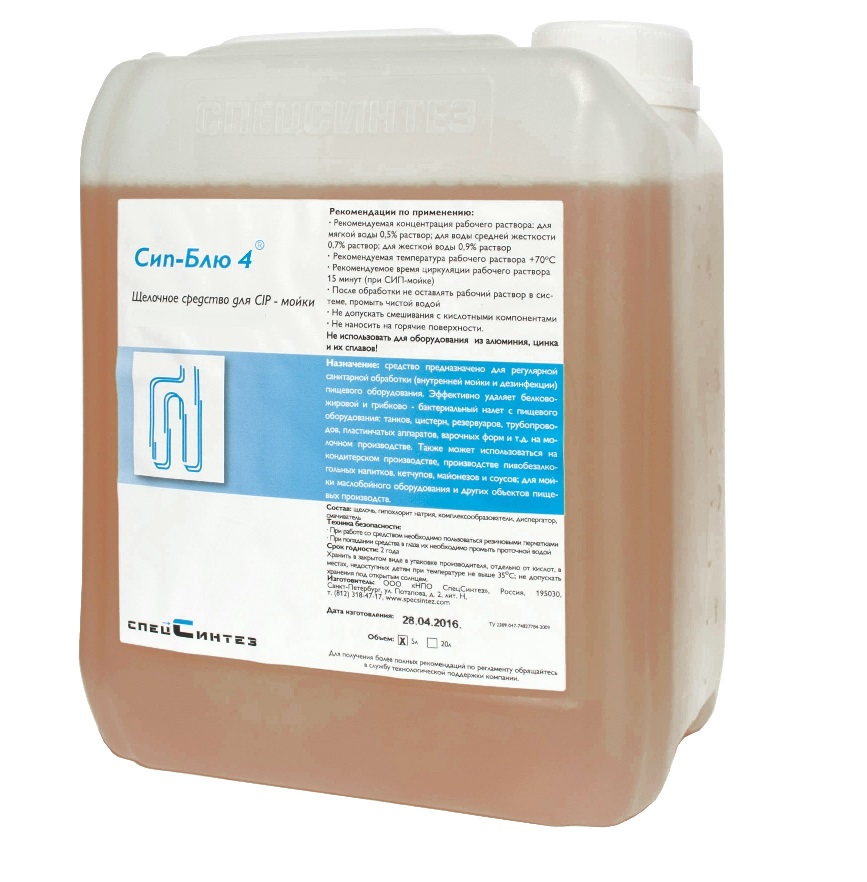 СПЕЦСИНТЕЗ
Сип-Блю 4®
Щелочное средство для CIP - мойки
Рекомендации по применению:
· Рекомендуемая концентрация рабочего раствора: для
мягкой воды 0,5% раствор; для воды средней жесткости
0,7% раствор; для жесткой воды 0,9% раствор
· Рекомендуемая температура рабочего раствора +70°С
· Рекомендуемое время циркуляции рабочего раствора
15 минут (при СИП-мойке)
· После обработки не оставлять рабочий раствор в сис-
теме, промыть чистой водой
· Не допускать смешивания с кислотными компонентами
· Не наносить на горячие поверхности.
Не использовать для оборудования из алюминия, цинка
и их сплавов!
Назначение: средство предназначено для регулярной
санитарной обработки (внутренней мойки и дезинфекции)
пищевого оборудования. Эффективно удаляет белково-
жировой и грибково - бактериальный налет с пищевого
оборудования: танков, цистерн, резервуаров, трубопрово-
дов, пластинчатых аппаратов, варочных форм и т.д. на мо-
лочном производстве. Также может использоваться на
кондитерском производстве, производстве пивобезалко-
гольных напитков, кетчупов, майонезов и соусов; для мой-
ки маслобойного оборудования и других объектов пище-
вых производств.
Состав: щелочь, гипохлорит натрия, комплексообразователи, диспергатор,
смачиватель
Техника безопасности:
· При работе со средством необходимо пользоваться резиновыми перчатками
· При попадании средства в глаза их необходимо промыть проточной водой
Срок годности: 2 года
Хранить в закрытом виде в упаковке производителя, отдельно от кислот, в
местах, недоступных детям при температуре не выше 35°С; не допускать
хранения под открытым солнцем.
Изготовитель: ООО «НПО СпецСинтез», Россия, 195030,
Санкт-Петербург, ул. Потапова, д. 2, лит. Н,
т. (812) 318-47-17, www.specsintez.com
Дата изготовления: 28.04.2016.
Объем: X 5л 20л
Для получения более полных рекомендаций по регламенту обращайтесь
в службу технологической поддержки компании.
СПЕЦСИНТЕЗ